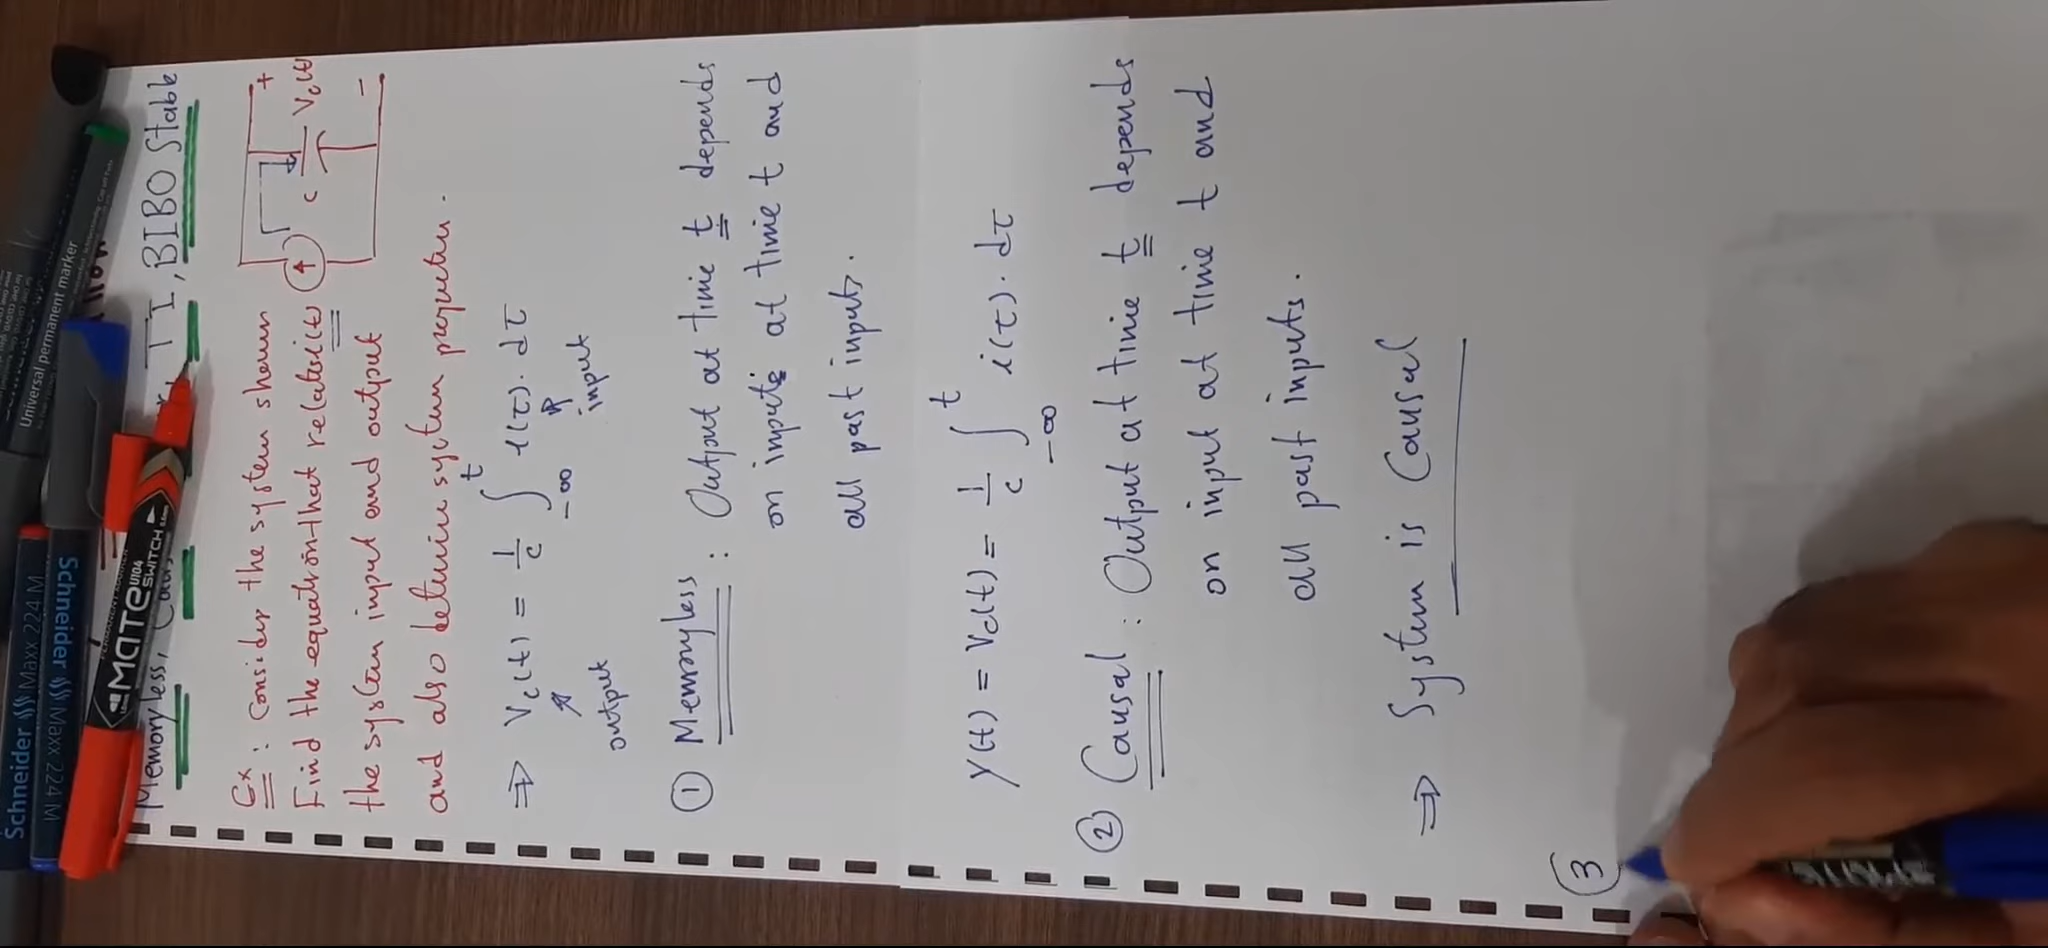 Memoryless, TI, BIBO Stable
Ex: Consider the system shown
Find the equation that relates i(t)
the system input and output
and also determine system properties.
c
+
Vc(t)
−
⇒ Vc(t) = 1/c ∫_{-∞}^{t} i(τ). dτ
output
input
① Memoryless : Output at time t depends
on inputs at time t and
all past inputs.
y(t) = Vc(t) = 1/c ∫_{-∞}^{t} i(τ). dτ
② Causal : Output at time t depends
on input at time t and
all past inputs.
⇒ System is Causal
③
Schneider Maxx 224 M
Schneider Maxx 224 M
MATE U104
SWITCH
Universal permanent marker